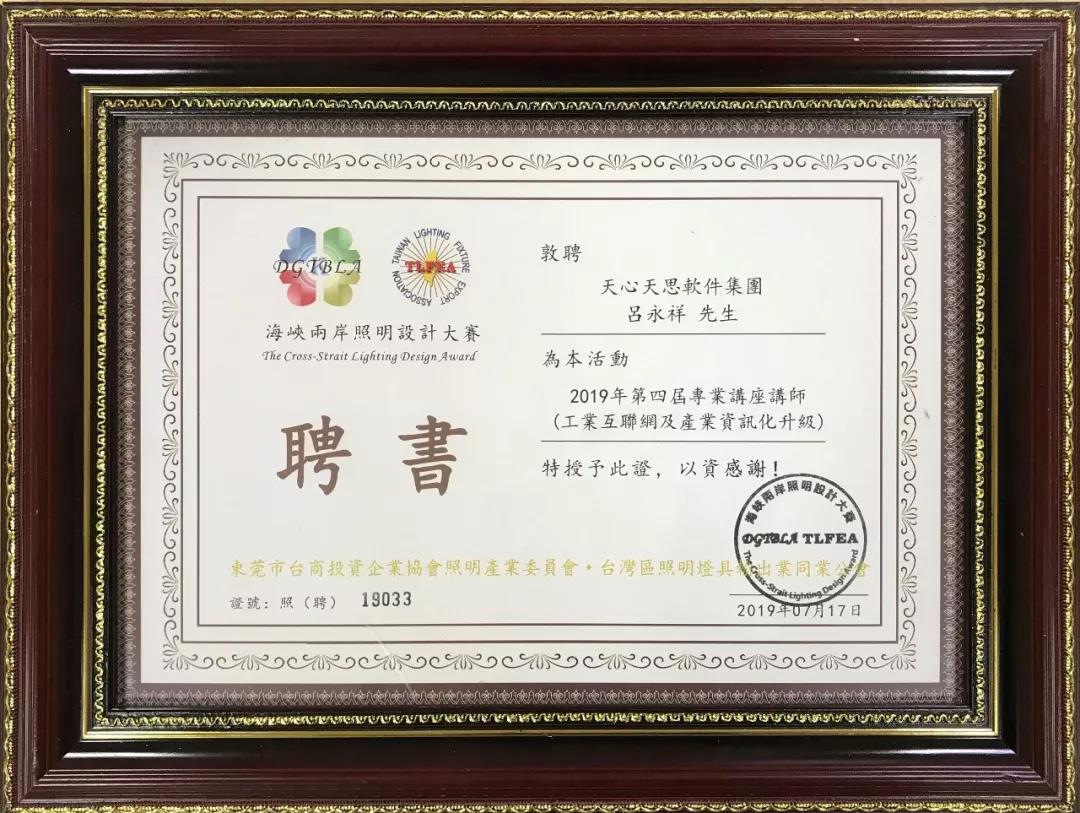 DGTBLA
TAIWAN LIGHTING FIXTURE EXPORT ASSOCIATION
TLFEA
海峽兩岸照明設計大賽
The Cross-Strait Lighting Design Award
聘書
敦聘
天心天思軟件集團
呂永祥 先生
為本活動
2019年第四屆專業講座講師
(工業互聯網及產業資訊化升級)
特授予此證，以資感謝！
海峽兩岸照明設計大賽
DGTBLA TLFEA
The Cross-Strait Lighting Design Award
東莞市台商投資企業協會照明產業委員會·台灣區照明燈具輸出業同業公會
證號：照（聘） 19033
2019年07月17日